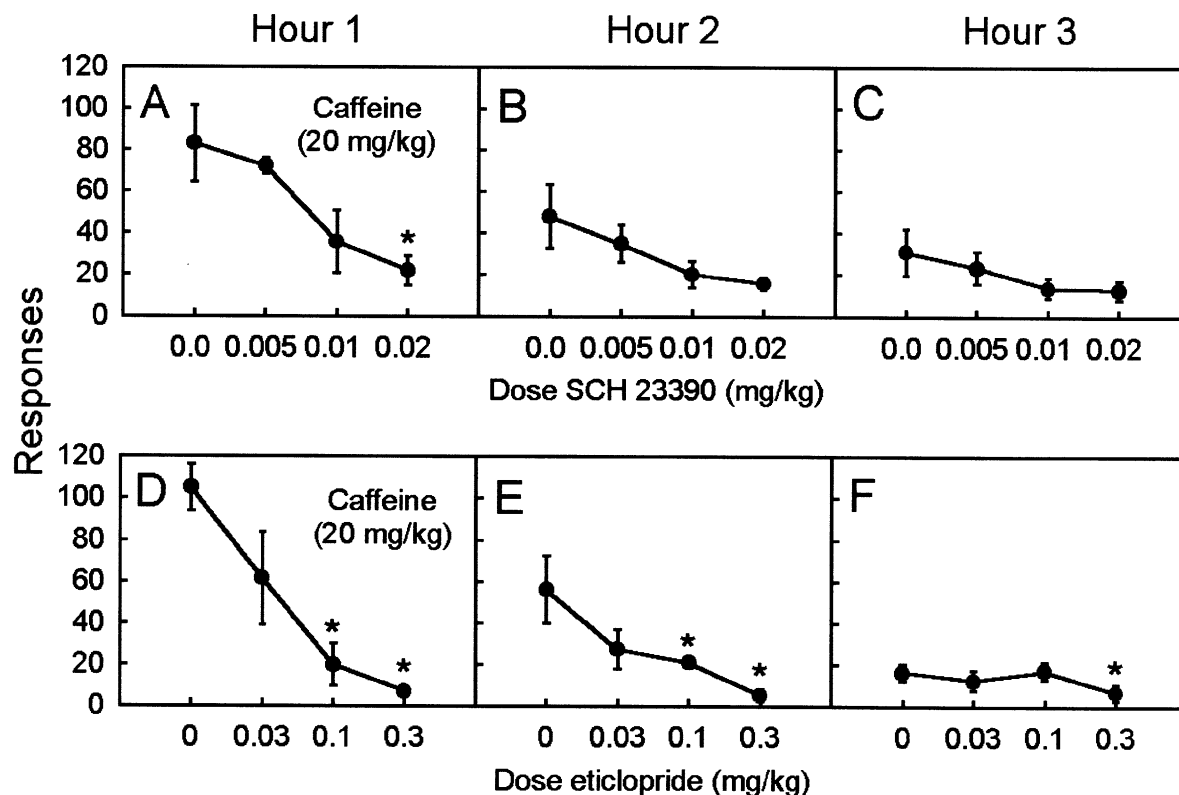 Hour 1 Hour 2 Hour 3
120
100
80
60
40
20
0
A
Caffeine
(20 mg/kg)
*
B
C
0.0 0.005 0.01 0.02
0.0 0.005 0.01 0.02
0.0 0.005 0.01 0.02
Dose SCH 23390 (mg/kg)
Responses
120
100
80
60
40
20
0
D
Caffeine
(20 mg/kg)
*
*
E
*
*
F
*
0 0.03 0.1 0.3
0 0.03 0.1 0.3
0 0.03 0.1 0.3
Dose eticlopride (mg/kg)